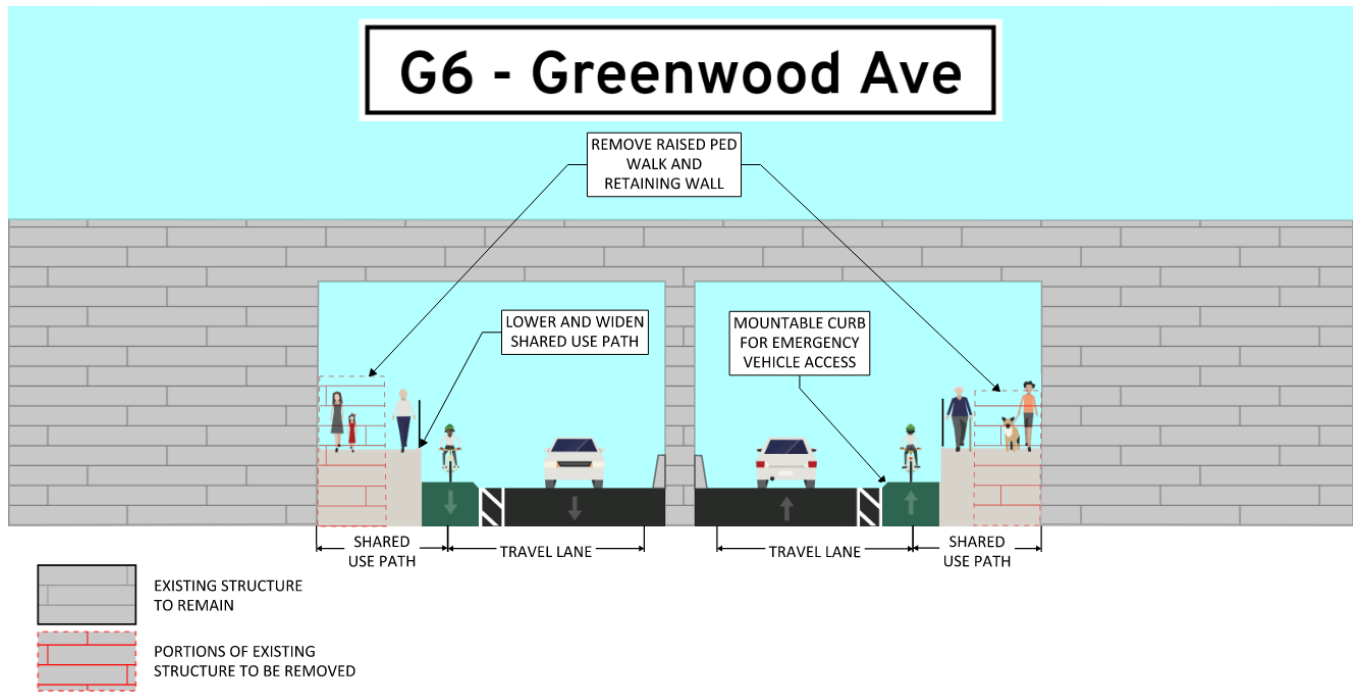 G6 - Greenwood Ave
REMOVE RAISED PED
WALK AND
RETAINING WALL
LOWER AND WIDEN
SHARED USE PATH
MOUNTABLE CURB
FOR EMERGENCY
VEHICLE ACCESS
SHARED
USE PATH
TRAVEL LANE
TRAVEL LANE
SHARED
USE PATH
EXISTING STRUCTURE
TO REMAIN
PORTIONS OF EXISTING
STRUCTURE TO BE REMOVED